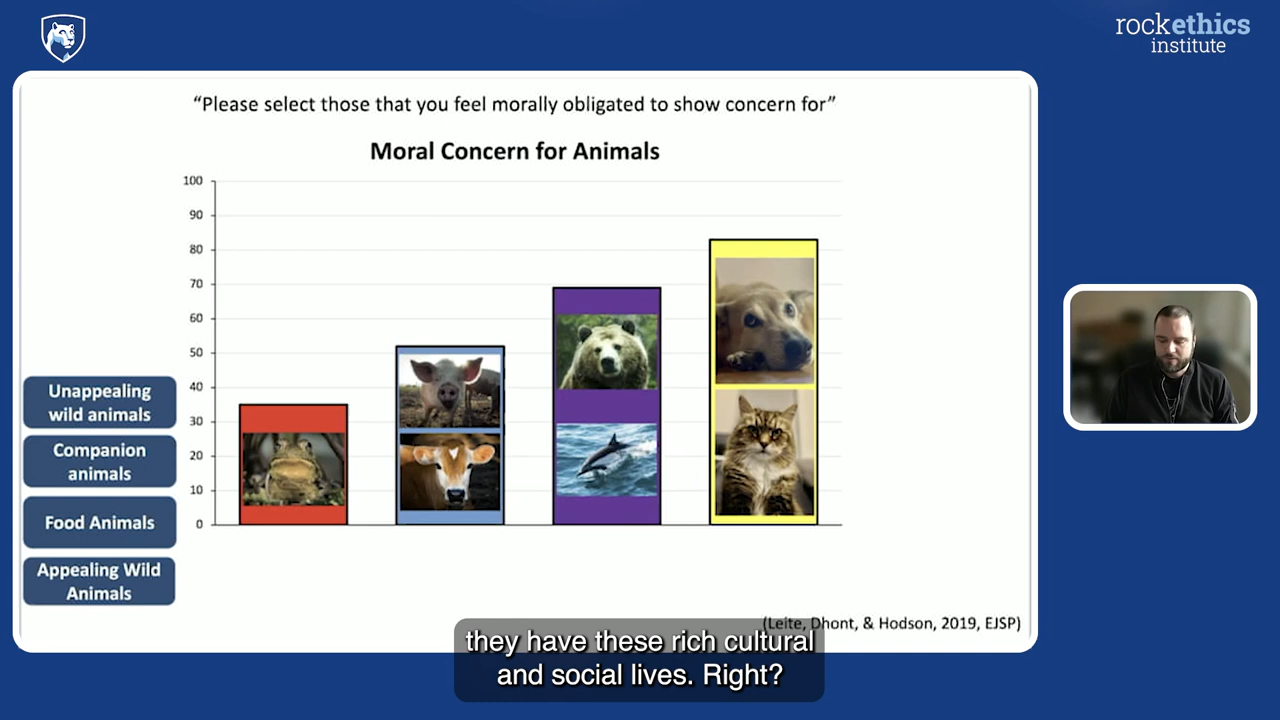 rockethics
institute
“Please select those that you feel morally obligated to show concern for”
Moral Concern for Animals
100
90
80
70
60
50
40
30
20
10
0
Unappealing
wild animals
Companion
animals
Food Animals
Appealing Wild
Animals
(Leite, Dhont, & Hodson, 2019, EJSP)
they have these rich cultural
and social lives. Right?